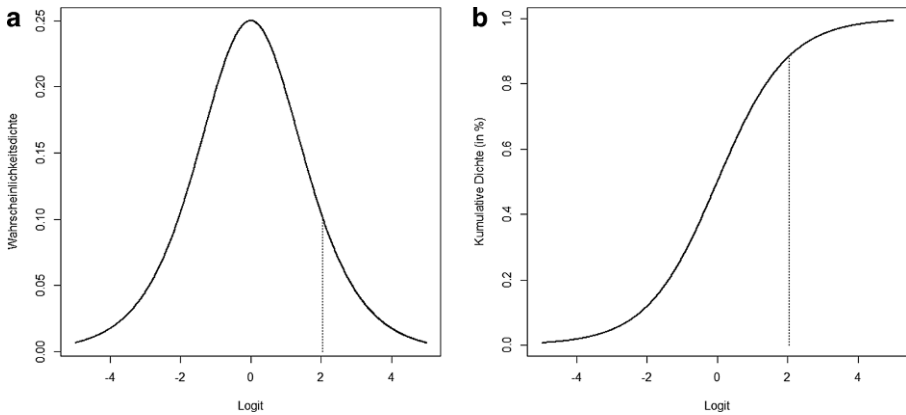 a
Wahrscheinlichkeitsdichte
0.25
0.20
0.15
0.10
0.05
0.00
-4 -2 0 2 4
Logit
b
Kumulative Dichte (in %)
1.0
0.8
0.6
0.4
0.2
0.0
-4 -2 0 2 4
Logit